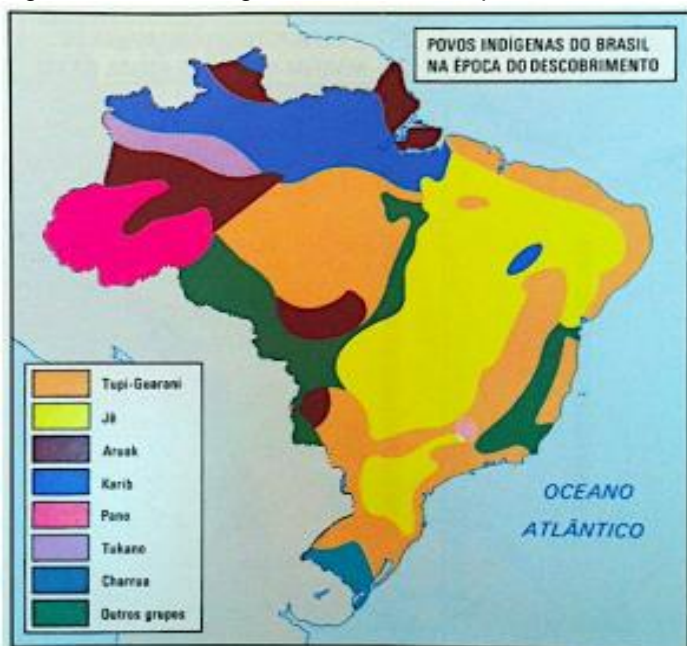 POVOS INDÍGENAS DO BRASIL
NA ÉPOCA DO DESCOBRIMENTO
Tupi-Guarani
Jê
Aruak
Karib
Pano
Tukano
Charrua
Outros grupos
OCEANO
ATLÂNTICO